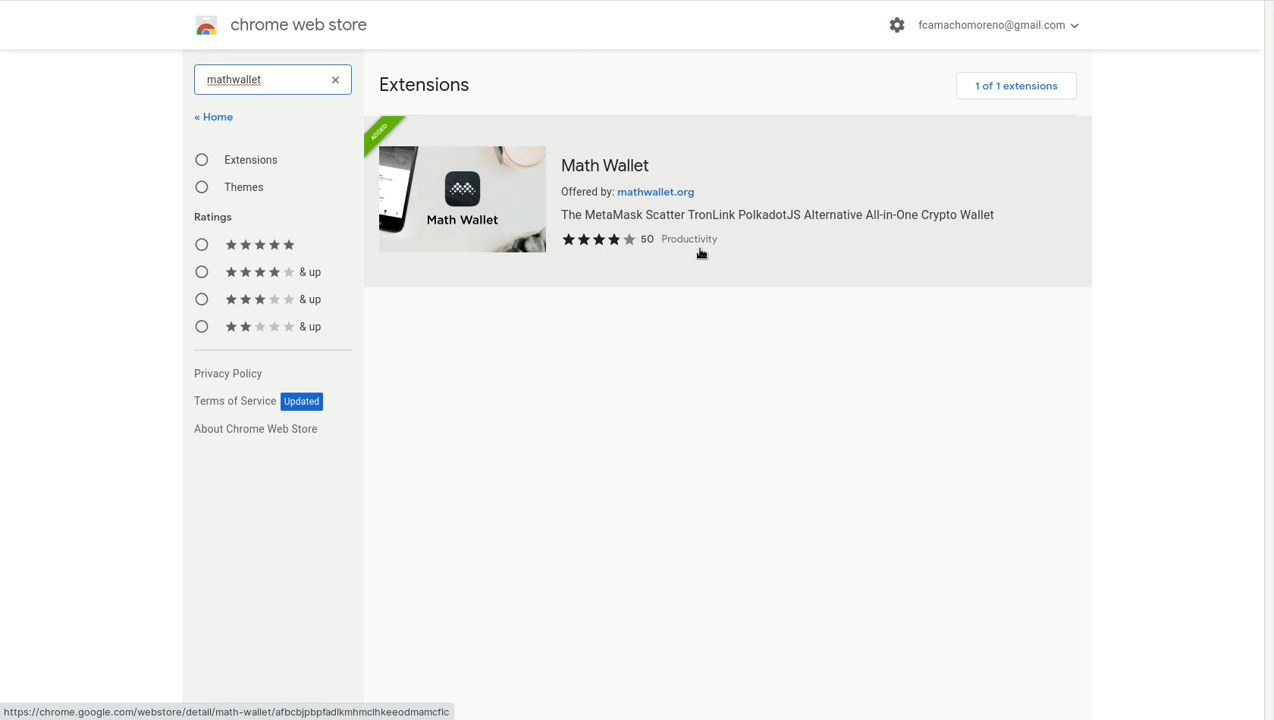 chrome web store
fcamachomoreno@gmail.com
mathwallet
« Home
Extensions
Themes
Ratings
& up
& up
& up
Privacy Policy
Terms of Service Updated
About Chrome Web Store
Extensions
1 of 1 extensions
ADDED
Math Wallet
Math Wallet
Offered by: mathwallet.org
The MetaMask Scatter TronLink PolkadotJS Alternative All-in-One Crypto Wallet
50 Productivity
https://chrome.google.com/webstore/detail/math-wallet/afbcbjpbpfadlkmhmclhkeeodmamcflc